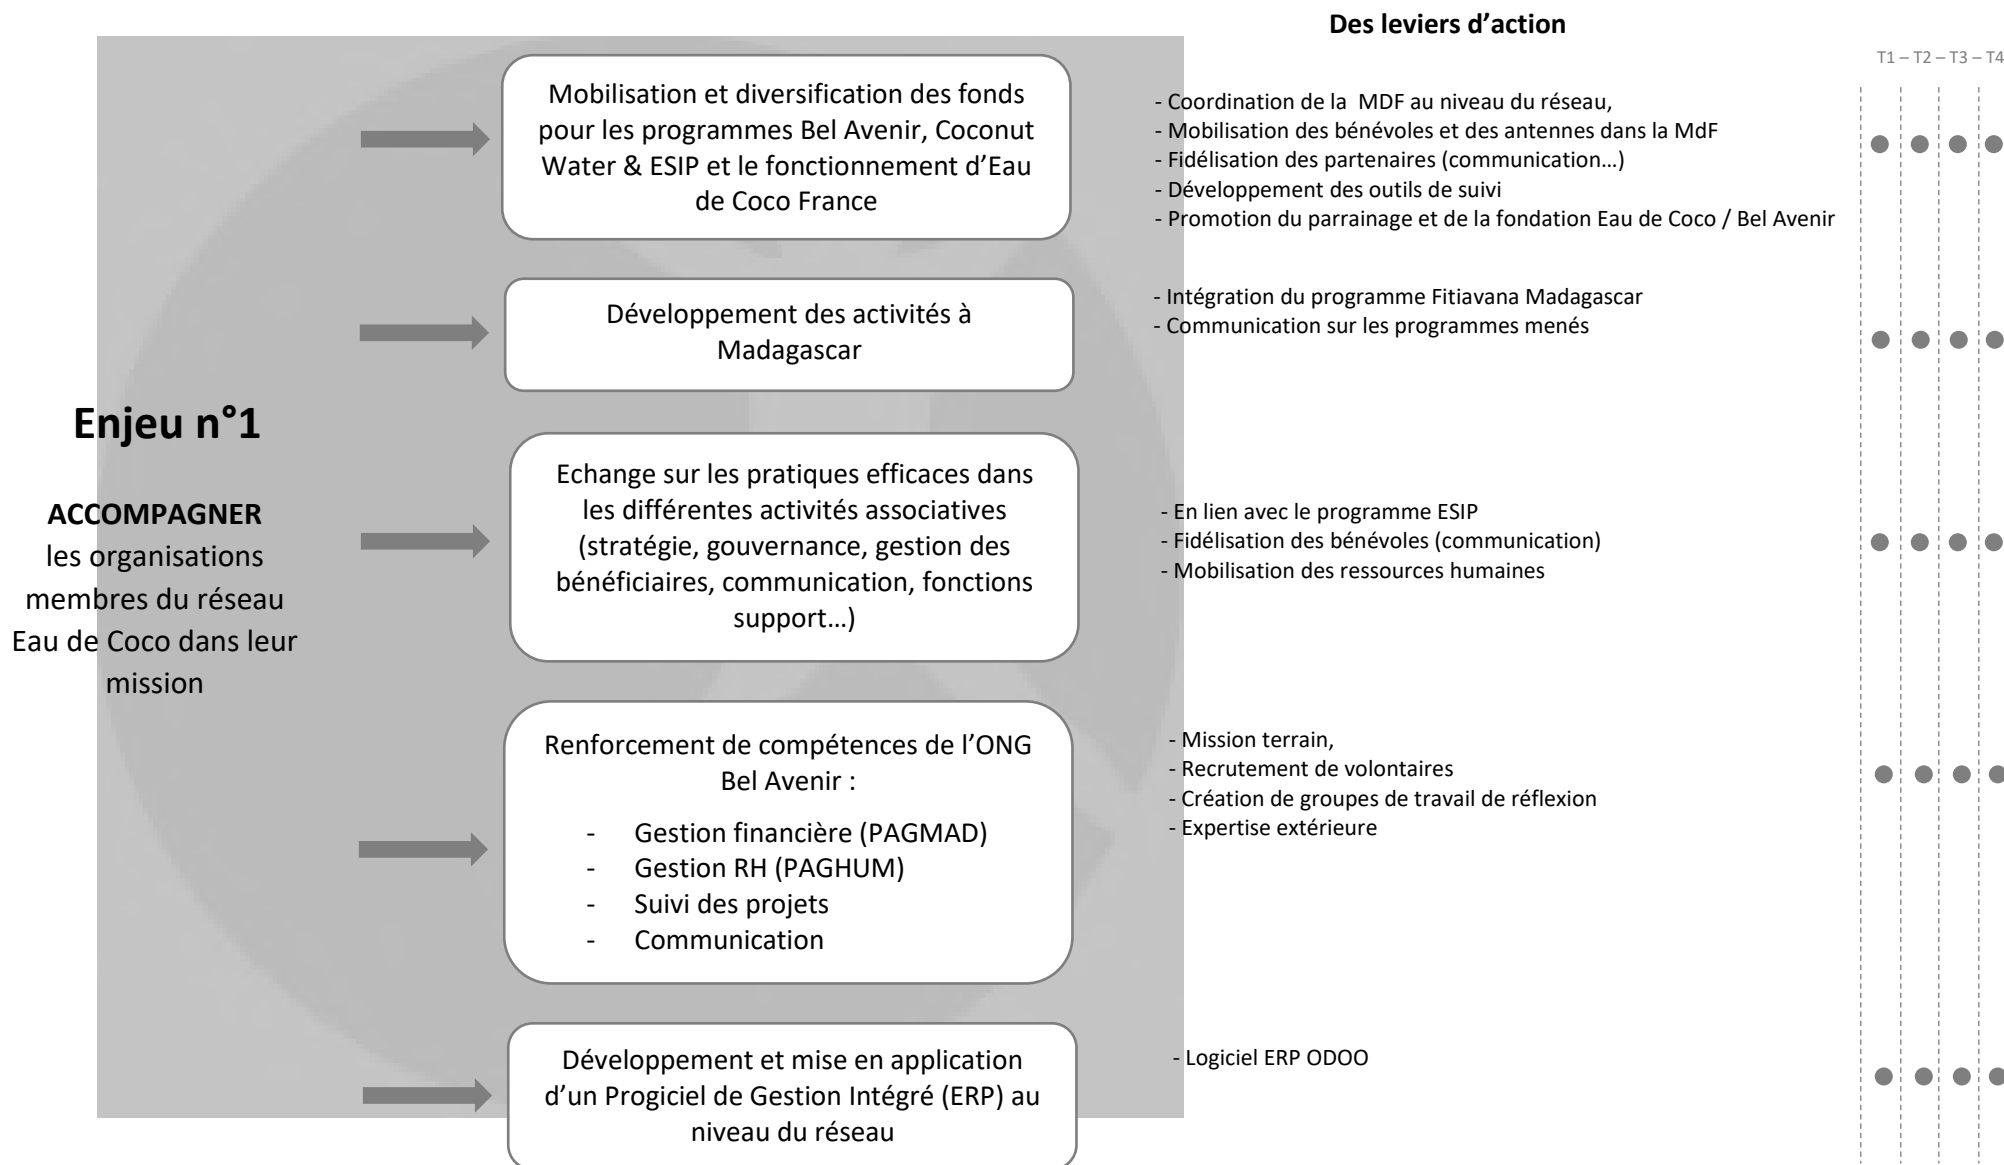 Des leviers d'action
T1 – T2 – T3 – T4
Enjeu n°1
ACCOMPAGNER
les organisations
membres du réseau
Eau de Coco dans leur
mission
Mobilisation et diversification des fonds
pour les programmes Bel Avenir, Coconut
Water & ESIP et le fonctionnement d'Eau
de Coco France
- Coordination de la  MDF au niveau du réseau,
- Mobilisation des bénévoles et des antennes dans la MdF
- Fidélisation des partenaires (communication…)
- Développement des outils de suivi
- Promotion du parrainage et de la fondation Eau de Coco / Bel Avenir
Développement des activités à
Madagascar
- Intégration du programme Fitiavana Madagascar
- Communication sur les programmes menés
Echange sur les pratiques efficaces dans
les différentes activités associatives
(stratégie, gouvernance, gestion des
bénéficiaires, communication, fonctions
support…)
- En lien avec le programme ESIP
- Fidélisation des bénévoles (communication)
- Mobilisation des ressources humaines
Renforcement de compétences de l'ONG
Bel Avenir :
- Gestion financière (PAGMAD)
- Gestion RH (PAGHUM)
- Suivi des projets
- Communication
- Mission terrain,
- Recrutement de volontaires
- Création de groupes de travail de réflexion
- Expertise extérieure
Développement et mise en application
d'un Progiciel de Gestion Intégré (ERP) au
niveau du réseau
- Logiciel ERP ODOO